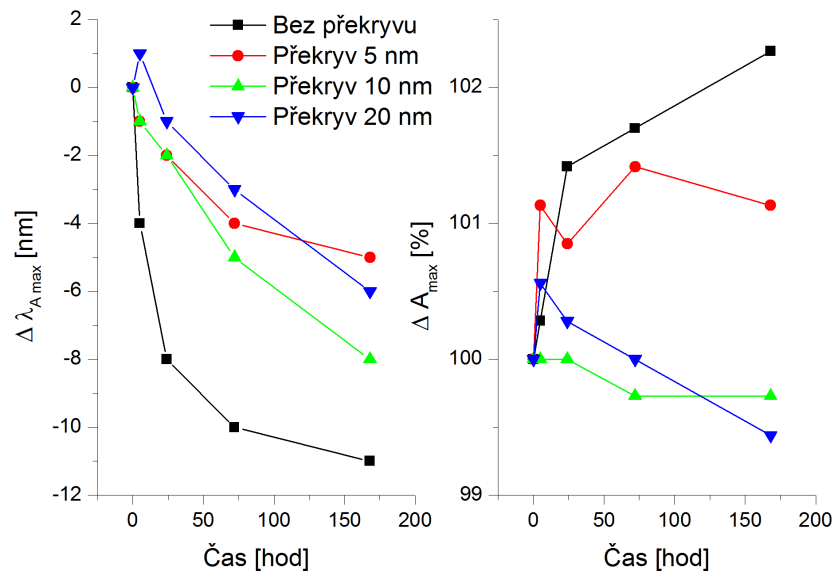 2
0
-2
-4
-6
-8
-10
-12
Δ λ A max [nm]
0 50 100 150 200
Čas [hod]
Bez překryvu
Překryv 5 nm
Překryv 10 nm
Překryv 20 nm
102
101
100
99
Δ A max [%]
0 50 100 150 200
Čas [hod]